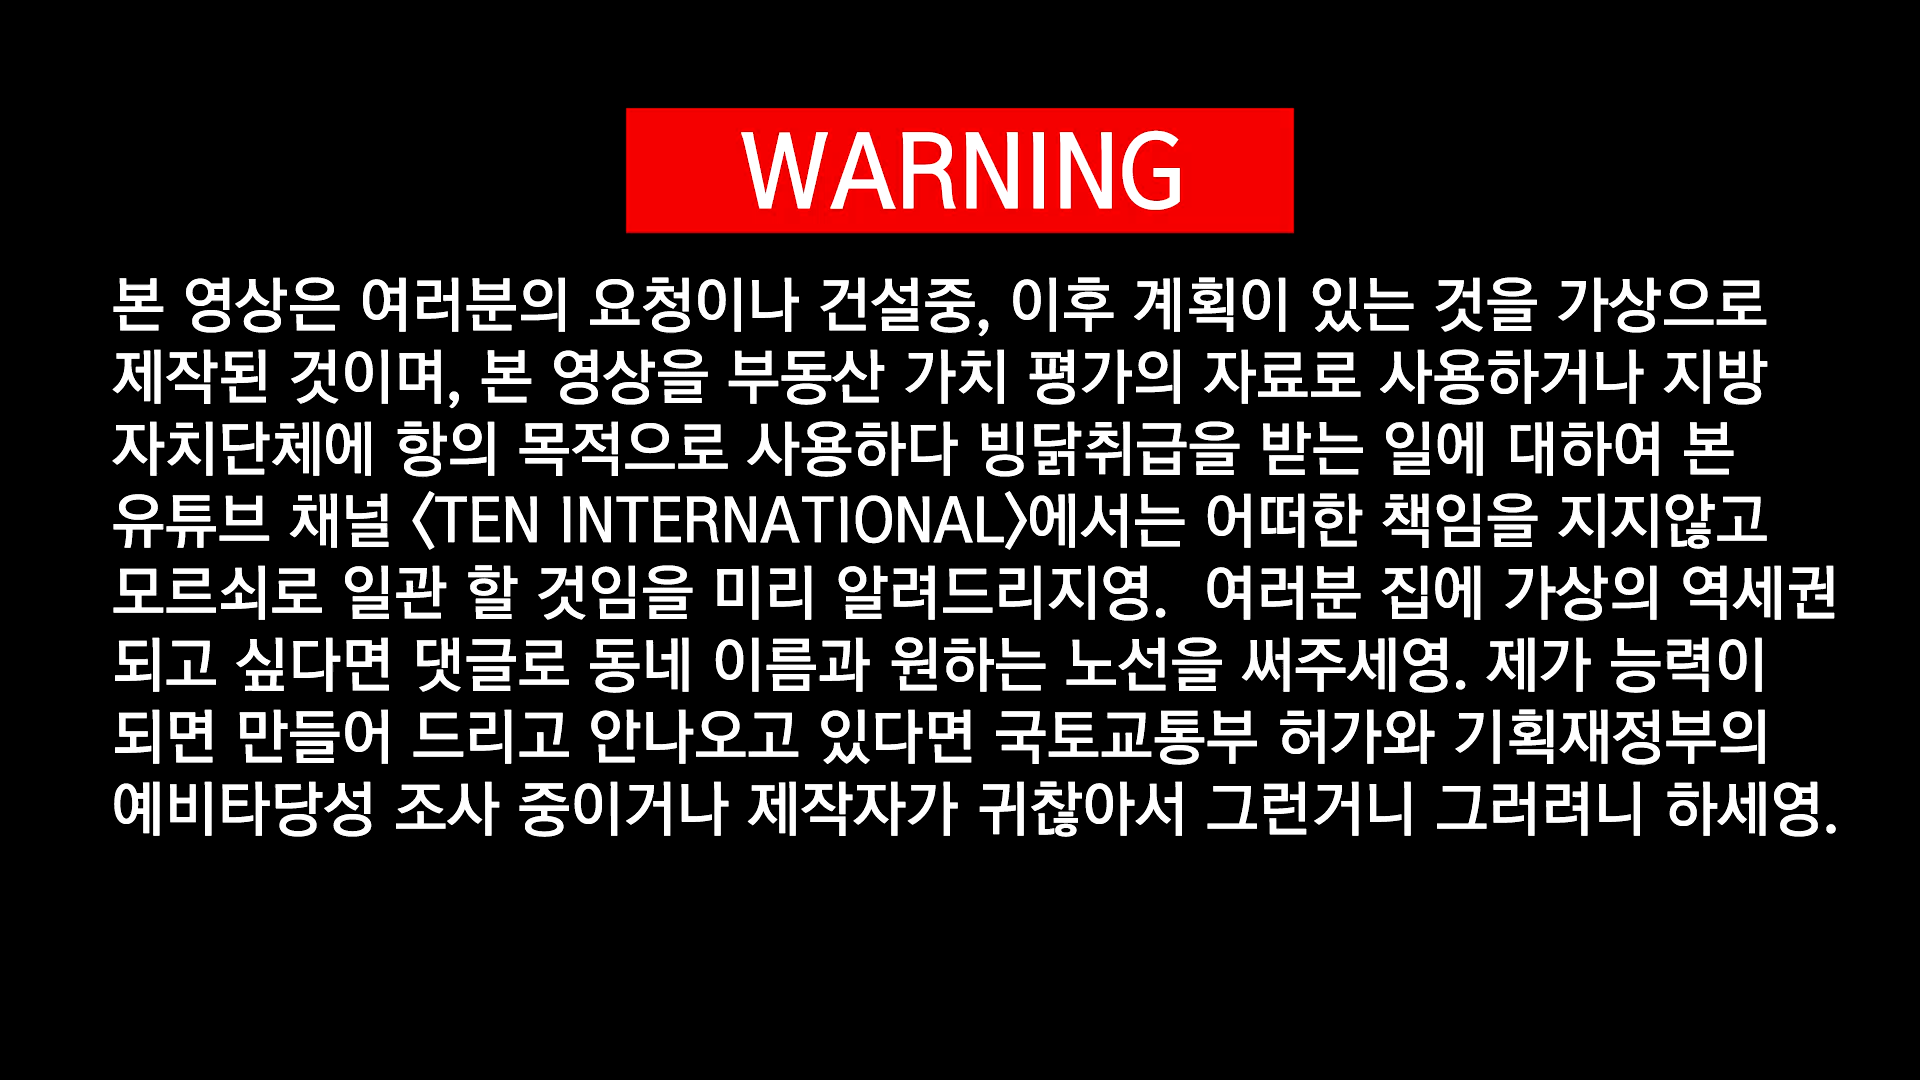 WARNING
본 영상은 여러분의 요청이나 건설중, 이후 계획이 있는 것을 가상으로
제작된 것이며, 본 영상을 부동산 가치 평가의 자료로 사용하거나 지방
자치단체에 항의 목적으로 사용하다 빙닭취급을 받는 일에 대하여 본
유튜브 채널 〈TEN INTERNATIONAL〉에서는 어떠한 책임을 지지않고
모르쇠로 일관 할 것임을 미리 알려드리지영.  여러분 집에 가상의 역세권
되고 싶다면 댓글로 동네 이름과 원하는 노선을 써주세영. 제가 능력이
되면 만들어 드리고 안나오고 있다면 국토교통부 허가와 기획재정부의
예비타당성 조사 중이거나 제작자가 귀찮아서 그런거니 그러려니 하세영.